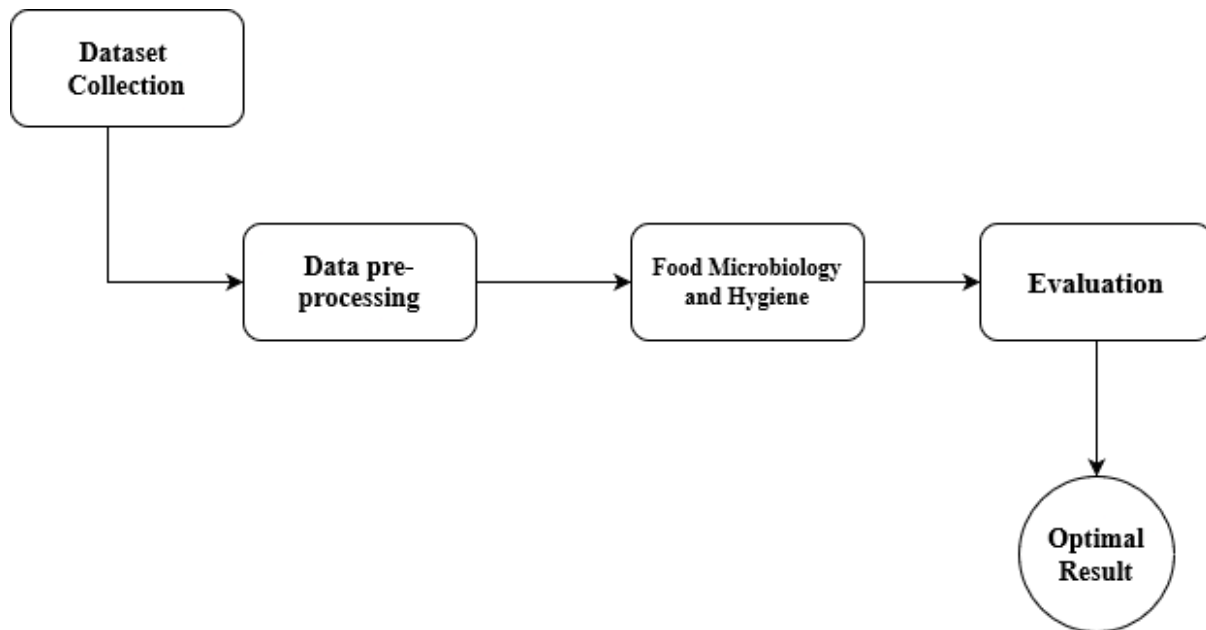 Dataset
Collection
Data pre-
processing
Food Microbiology
and Hygiene
Evaluation
Optimal
Result